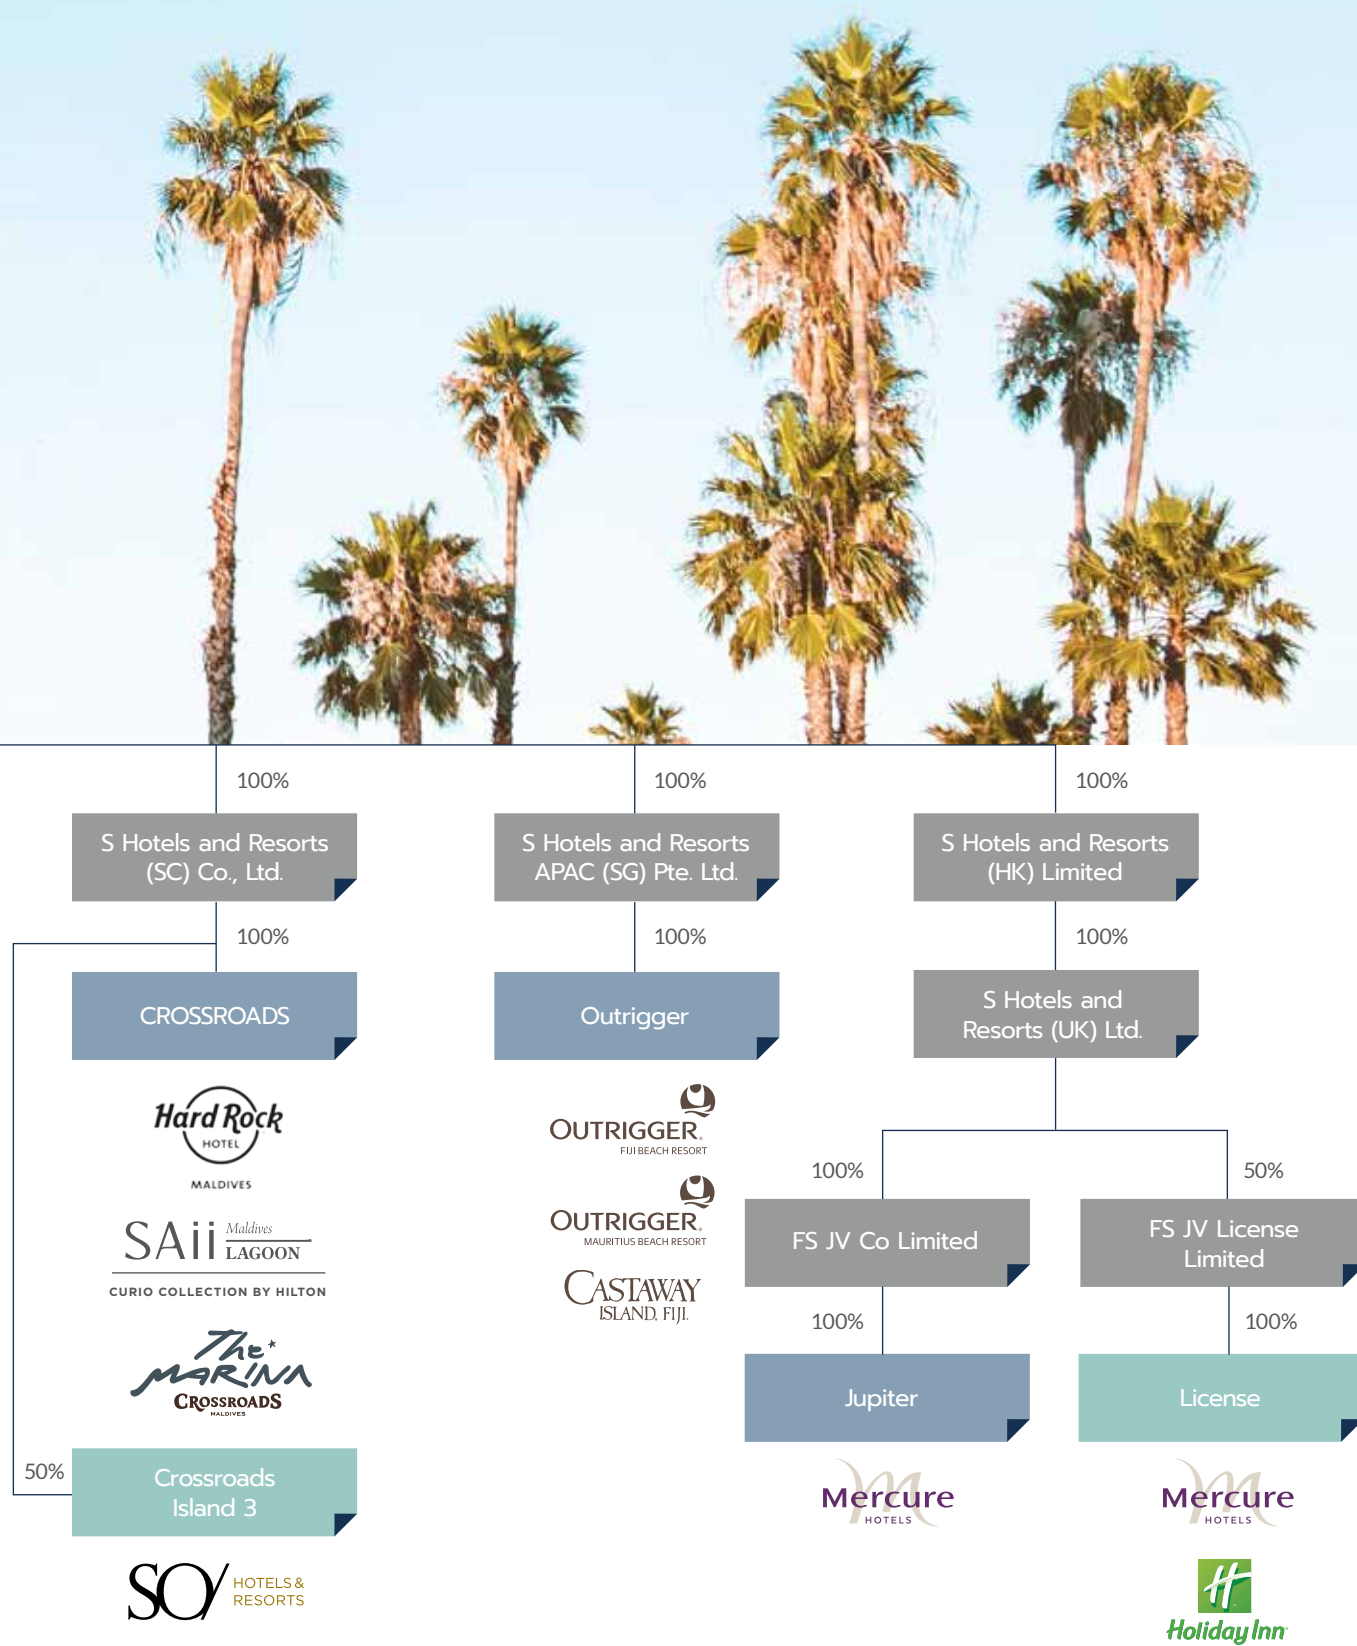 100%
S Hotels and Resorts
(SC) Co., Ltd.
100%
CROSSROADS
Hard Rock
HOTEL
MALDIVES
SAii Maldives
LAGOON
CURIO COLLECTION BY HILTON
The
MARINA
CROSSROADS
MALDIVES
50%
Crossroads
Island 3
SO/ HOTELS &
RESORTS
100%
S Hotels and Resorts
APAC (SG) Pte. Ltd.
100%
Outrigger
OUTRIGGER®
FIJI BEACH RESORT
OUTRIGGER®
MAURITIUS BEACH RESORT
CASTAWAY
ISLAND, FIJI.
100%
S Hotels and Resorts
(HK) Limited
100%
S Hotels and
Resorts (UK) Ltd.
100%
FS JV Co Limited
100%
Jupiter
Mercure
HOTELS
50%
FS JV License
Limited
100%
License
Mercure
HOTELS
H
Holiday Inn